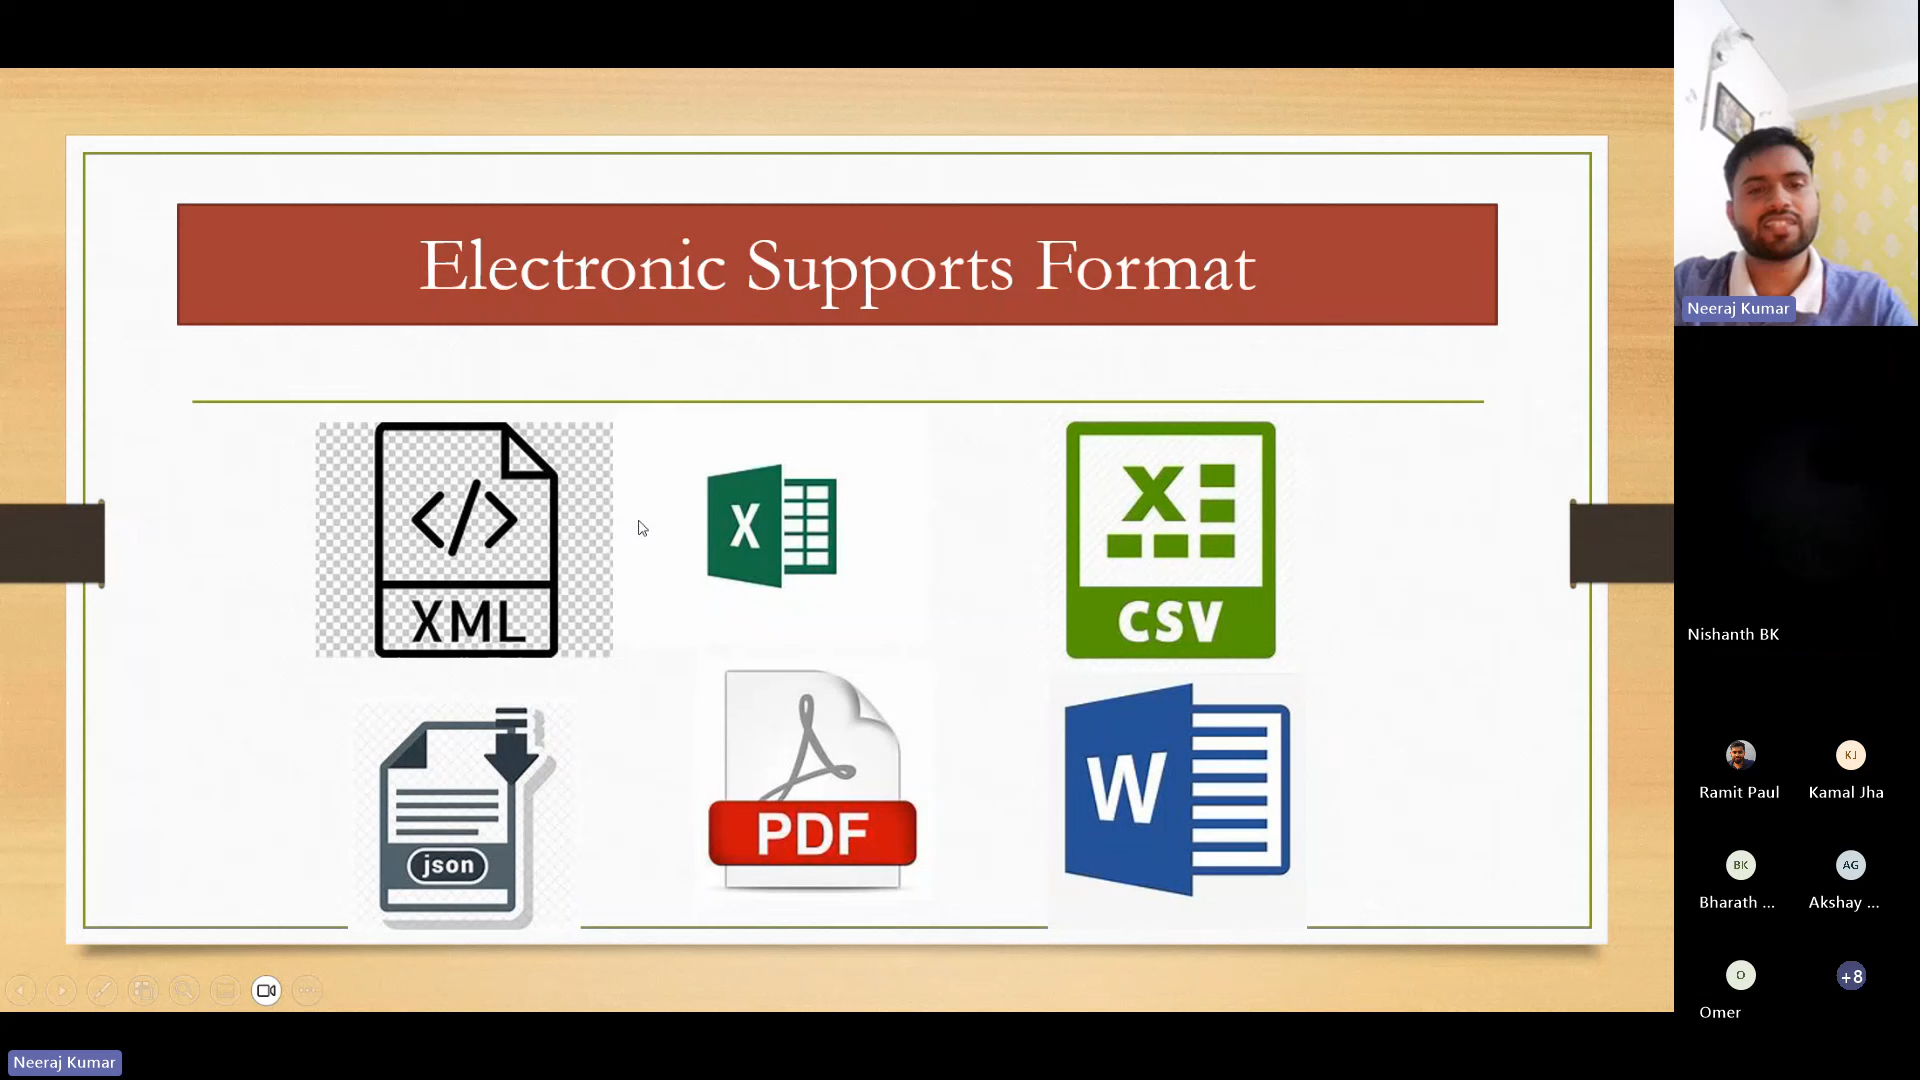 Electronic Supports Format
XML
X
X
CSV
json
PDF
W
Neeraj Kumar
Nishanth BK
KJ
Ramit Paul
Kamal Jha
BK
AG
Bharath ...
Akshay ...
O
+8
Omer
Neeraj Kumar